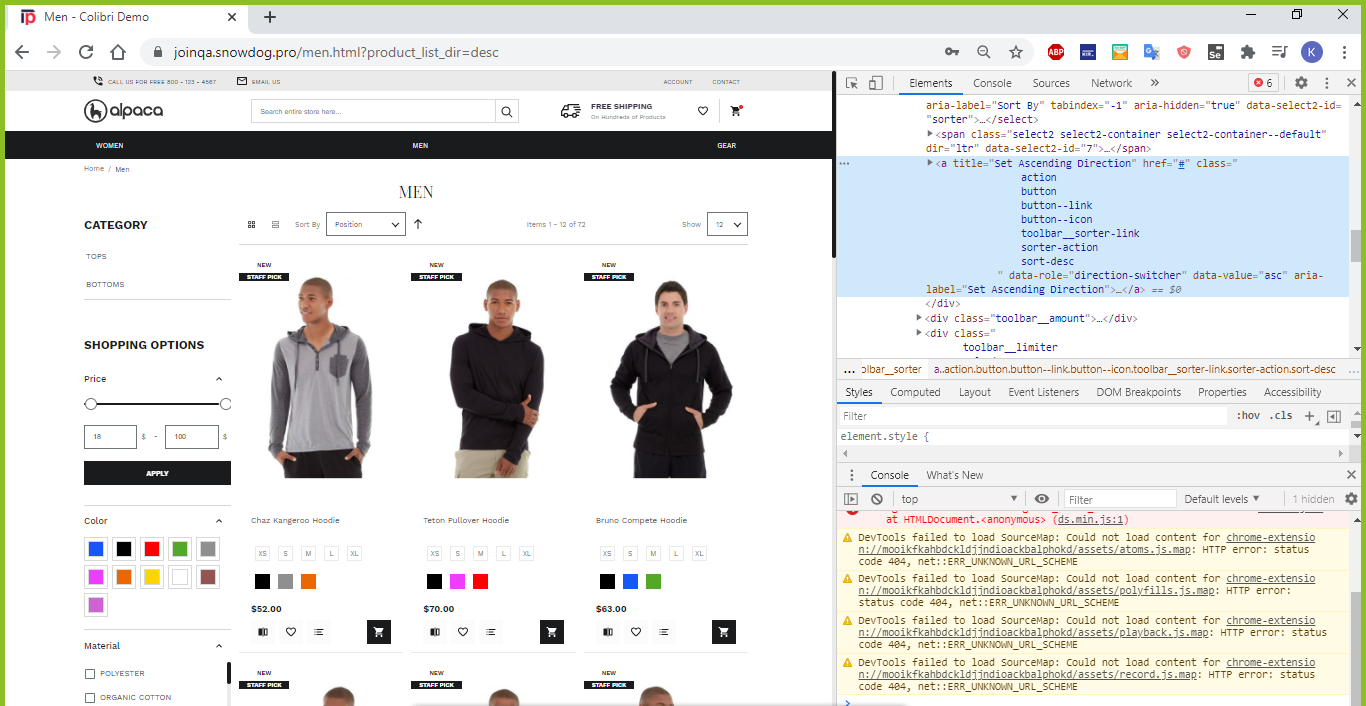 Men - Colibri Demo
joinqa.snowdog.pro/men.html?product_list_dir=desc
ABP
Se
K
CALL US FOR FREE 800 - 123 - 4567
EMAIL US
ACCOUNT
CONTACT
alpaca
Search entire store here...
FREE SHIPPING
On Hundreds of Products
WOMEN
MEN
GEAR
Home / Men
MEN
CATEGORY
TOPS
BOTTOMS
Sort By
Position
Items 1 - 12 of 72
Show
12
SHOPPING OPTIONS
Price
18 $ - 100 $
APPLY
Color
Material
POLYESTER
ORGANIC COTTON
NEW
STAFF PICK
NEW
STAFF PICK
NEW
STAFF PICK
Chaz Kangeroo Hoodie
Teton Pullover Hoodie
Bruno Compete Hoodie
XS S M L XL
XS S M L XL
XS S M L XL
$52.00
$70.00
$63.00
NEW
STAFF PICK
NEW
STAFF PICK
NEW
STAFF PICK
Elements
Console
Sources
Network
»
6
aria-label="Sort By" tabindex="-1" aria-hidden="true" data-select2-id=
"sorter">…</select>
<span class="select2 select2-container select2-container--default"
dir="ltr" data-select2-id="7">…</span>
<a title="Set Ascending Direction" href="#" class="
action
button
button--link
button--icon
toolbar__sorter-link
sorter-action
sort-desc
" data-role="direction-switcher" data-value="asc" aria-
label="Set Ascending Direction">…</a> == $0
</div>
<div class="toolbar__amount">…</div>
<div class="
toolbar__limiter
… olbar__sorter a..action.button.button--link.button--icon.toolbar__sorter-link.sorter-action.sort-desc …
Styles
Computed
Layout
Event Listeners
DOM Breakpoints
Properties
Accessibility
Filter
:hov .cls +
element.style {
Console
What's New
top
Filter
Default levels
1 hidden
at HTMLDocument.<anonymous> (ds.min.js:1)
DevTools failed to load SourceMap: Could not load content for chrome-extensio
n://mooikfkahbdckldjjndioackbalphokd/assets/atoms.js.map: HTTP error: status
code 404, net::ERR_UNKNOWN_URL_SCHEME
DevTools failed to load SourceMap: Could not load content for chrome-extensio
n://mooikfkahbdckldjjndioackbalphokd/assets/polyfills.js.map: HTTP error:
status code 404, net::ERR_UNKNOWN_URL_SCHEME
DevTools failed to load SourceMap: Could not load content for chrome-extensio
n://mooikfkahbdckldjjndioackbalphokd/assets/playback.js.map: HTTP error: status
code 404, net::ERR_UNKNOWN_URL_SCHEME
DevTools failed to load SourceMap: Could not load content for chrome-extensio
n://mooikfkahbdckldjjndioackbalphokd/assets/record.js.map: HTTP error: status
code 404, net::ERR_UNKNOWN_URL_SCHEME